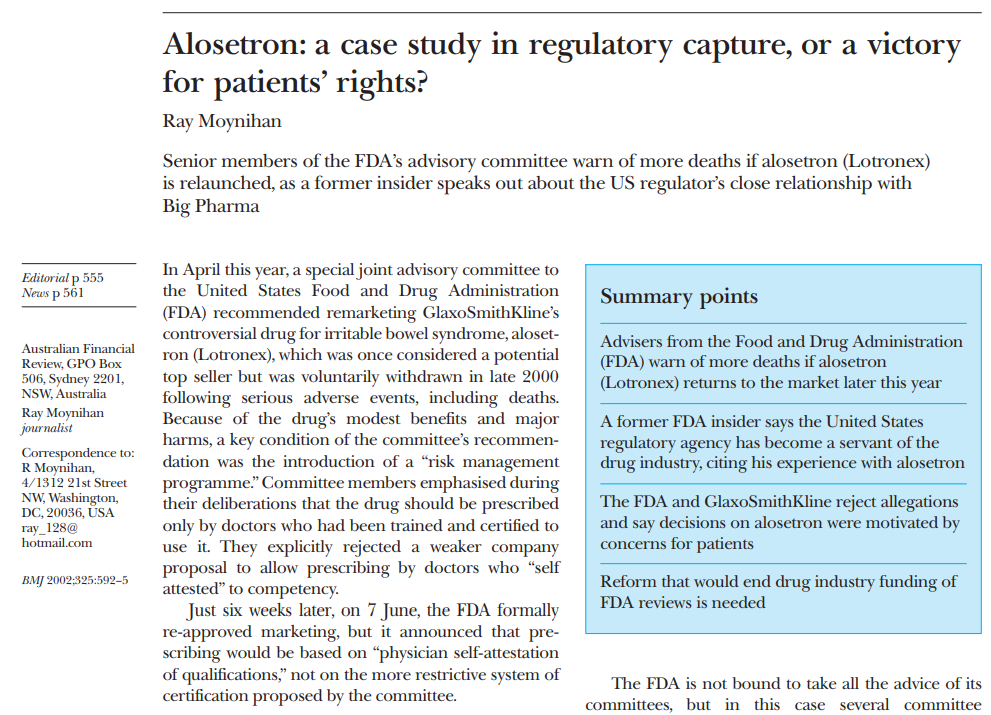 Alosetron: a case study in regulatory capture, or a victory
for patients' rights?
Ray Moynihan
Senior members of the FDA's advisory committee warn of more deaths if alosetron (Lotronex)
is relaunched, as a former insider speaks out about the US regulator's close relationship with
Big Pharma
Editorial p 555
News p 561
Australian Financial
Review, GPO Box
506, Sydney 2201,
NSW, Australia
Ray Moynihan
journalist
Correspondence to:
R Moynihan,
4/1312 21st Street
NW, Washington,
DC, 20036, USA
ray_128@
hotmail.com
BMJ 2002;325:592–5
In April this year, a special joint advisory committee to
the United States Food and Drug Administration
(FDA) recommended remarketing GlaxoSmithKline's
controversial drug for irritable bowel syndrome, aloset-
ron (Lotronex), which was once considered a potential
top seller but was voluntarily withdrawn in late 2000
following serious adverse events, including deaths.
Because of the drug's modest benefits and major
harms, a key condition of the committee's recommen-
dation was the introduction of a “risk management
programme.” Committee members emphasised during
their deliberations that the drug should be prescribed
only by doctors who had been trained and certified to
use it. They explicitly rejected a weaker company
proposal to allow prescribing by doctors who “self
attested” to competency.
Just six weeks later, on 7 June, the FDA formally
re-approved marketing, but it announced that pre-
scribing would be based on “physician self-attestation
of qualifications,” not on the more restrictive system of
certification proposed by the committee.
Summary points
Advisers from the Food and Drug Administration
(FDA) warn of more deaths if alosetron
(Lotronex) returns to the market later this year
A former FDA insider says the United States
regulatory agency has become a servant of the
drug industry, citing his experience with alosetron
The FDA and GlaxoSmithKline reject allegations
and say decisions on alosetron were motivated by
concerns for patients
Reform that would end drug industry funding of
FDA reviews is needed
The FDA is not bound to take all the advice of its
committees, but in this case several committee